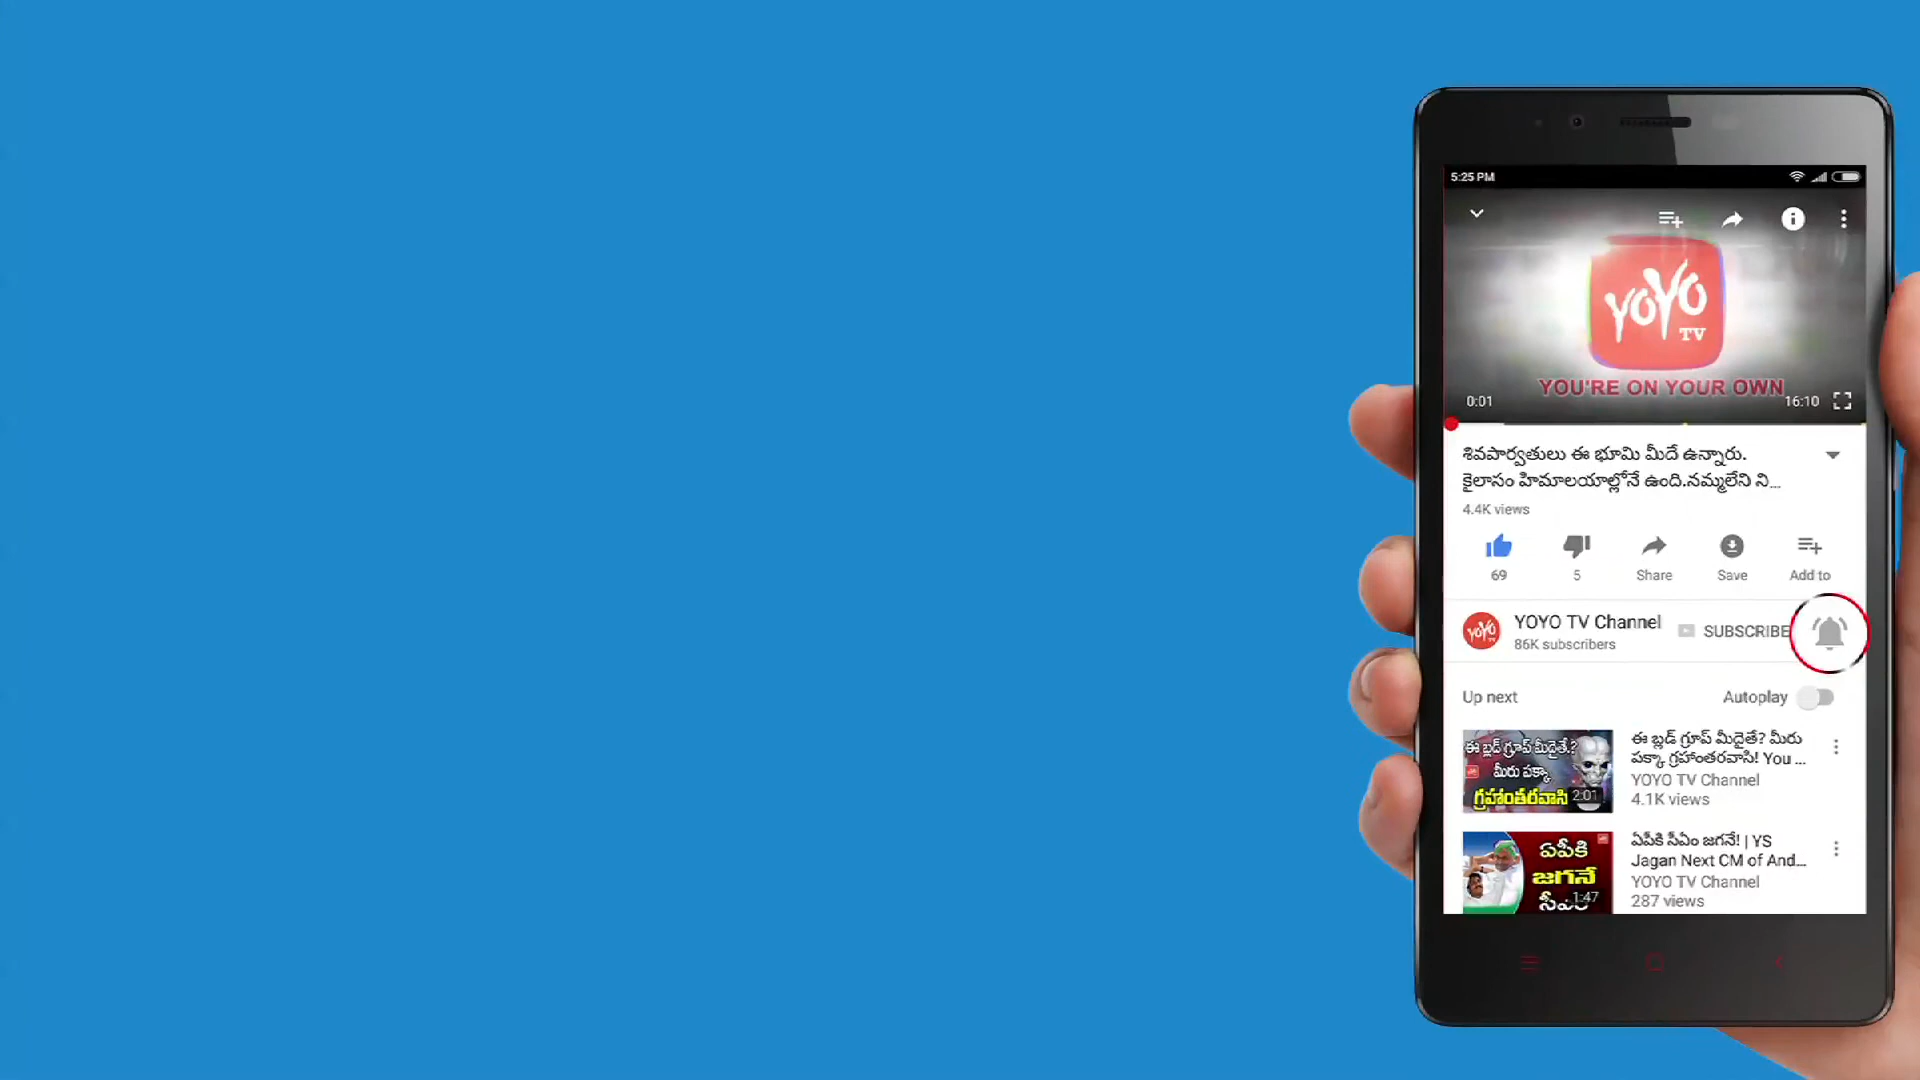 5:25 PM
YOYO
TV
YOU'RE ON YOUR OWN
0:01
16:10
శివపార్వతులు ఈ భూమి మీదే ఉన్నారు.
కైలాసం హిమాలయాల్లోనే ఉంది.నమ్మలేని ని...
4.4K views
69
5
Share
Save
Add to
YOYO TV
YOYO TV Channel
SUBSCRIBE
86K subscribers
Up next
Autoplay
ఈ బ్లడ్ గ్రూప్ మీదైతే.?
మీరు పక్కా
గ్రహాంతరవాసి
2:01
ఈ బ్లడ్ గ్రూప్ మీదైతే? మీరు
పక్కా గ్రహాంతరవాసి! You ...
YOYO TV Channel
4.1K views
ఏపీకి
జగనే
సీఎం
1:47
ఏపీకి సీఎం జగనే! | YS
Jagan Next CM of And...
YOYO TV Channel
287 views